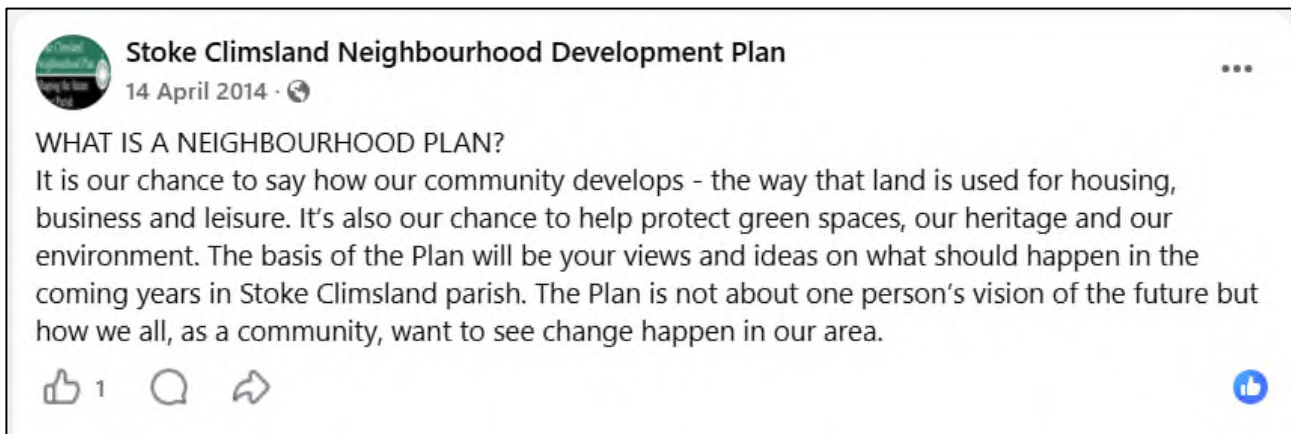 Stoke Climsland Neighbourhood Development Plan
14 April 2014 ·
WHAT IS A NEIGHBOURHOOD PLAN?
It is our chance to say how our community develops - the way that land is used for housing,
business and leisure. It's also our chance to help protect green spaces, our heritage and our
environment. The basis of the Plan will be your views and ideas on what should happen in the
coming years in Stoke Climsland parish. The Plan is not about one person's vision of the future but
how we all, as a community, want to see change happen in our area.
1